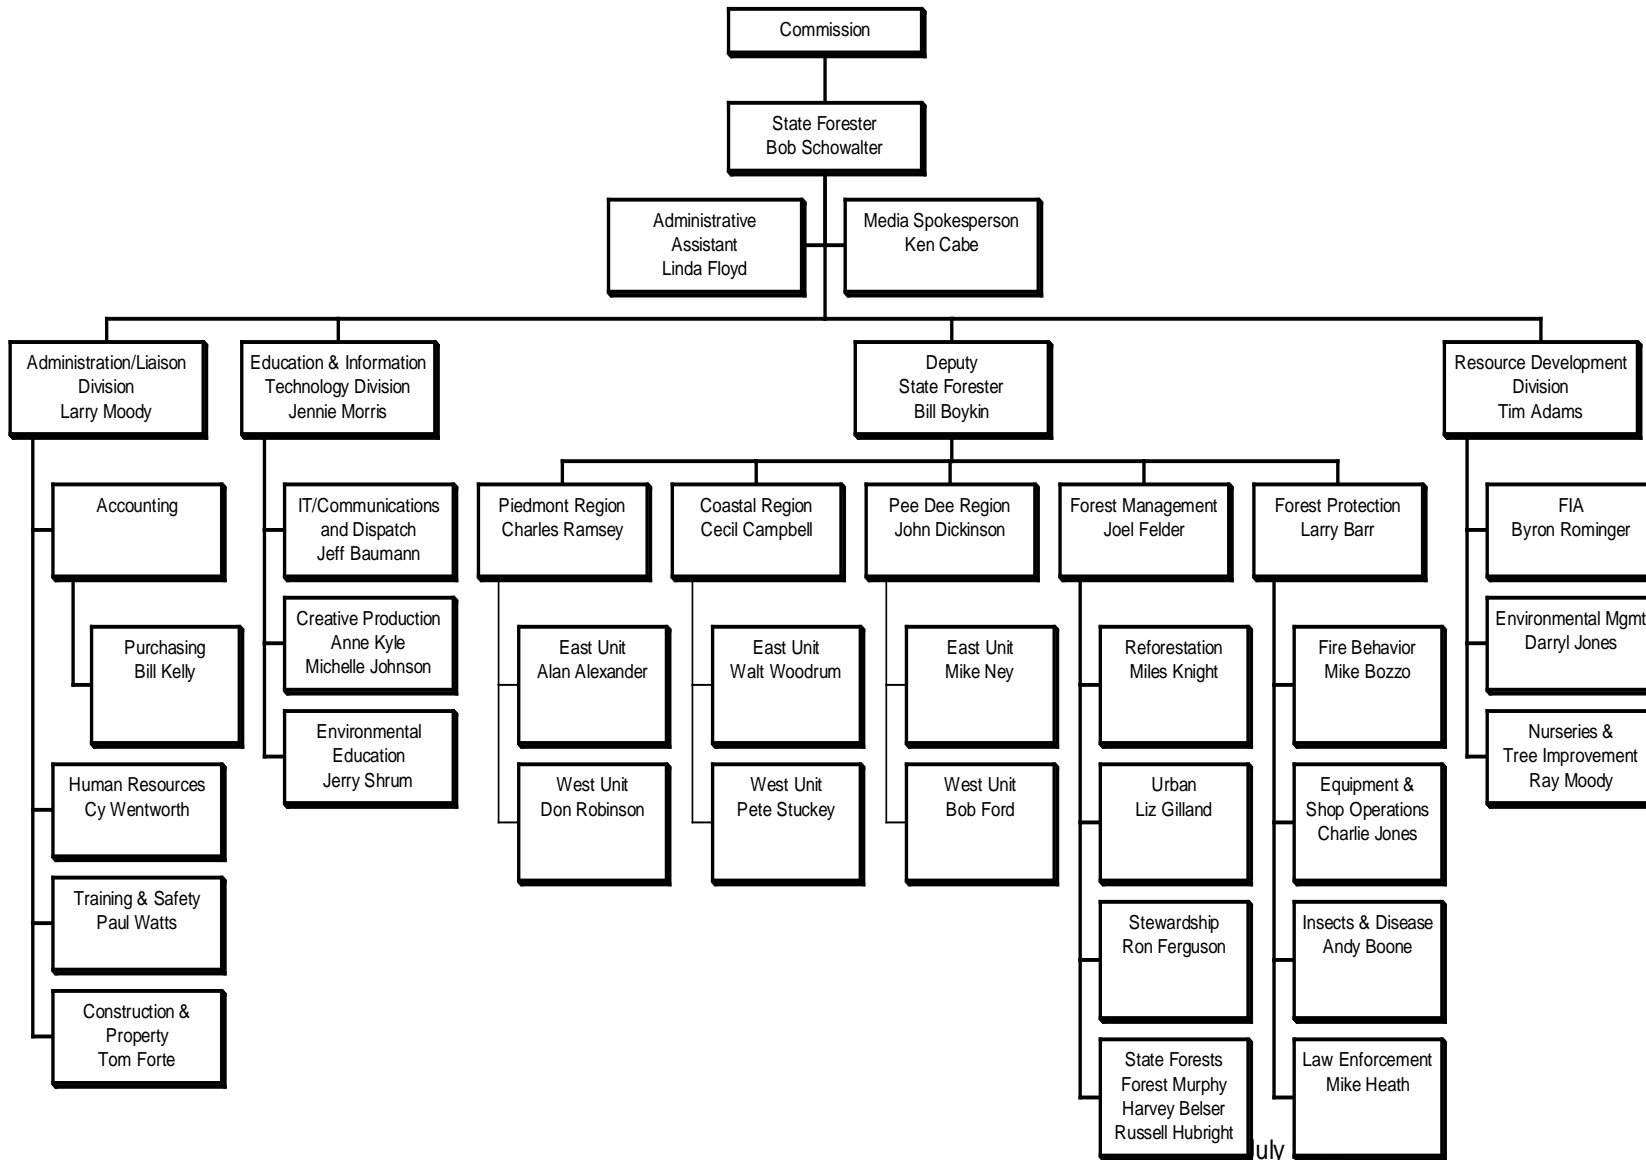 Commission
State Forester
Bob Schowalter
Administrative
Assistant
Linda Floyd
Media Spokesperson
Ken Cabe
Administration/Liaison
Division
Larry Moody
Education & Information
Technology Division
Jennie Morris
Deputy
State Forester
Bill Boykin
Resource Development
Division
Tim Adams
Accounting
Purchasing
Bill Kelly
Human Resources
Cy Wentworth
Training & Safety
Paul Watts
Construction &
Property
Tom Forte
IT/Communications
and Dispatch
Jeff Baumann
Creative Production
Anne Kyle
Michelle Johnson
Environmental
Education
Jerry Shrum
Piedmont Region
Charles Ramsey
East Unit
Alan Alexander
West Unit
Don Robinson
Coastal Region
Cecil Campbell
East Unit
Walt Woodrum
West Unit
Pete Stuckey
Pee Dee Region
John Dickinson
East Unit
Mike Ney
West Unit
Bob Ford
Forest Management
Joel Felder
Reforestation
Miles Knight
Urban
Liz Gilland
Stewardship
Ron Ferguson
State Forests
Forest Murphy
Harvey Belser
Russell Hubright
Forest Protection
Larry Barr
Fire Behavior
Mike Bozzo
Equipment &
Shop Operations
Charlie Jones
Insects & Disease
Andy Boone
Law Enforcement
Mike Heath
FIA
Byron Rominger
Environmental Mgmt
Darryl Jones
Nurseries &
Tree Improvement
Ray Moody